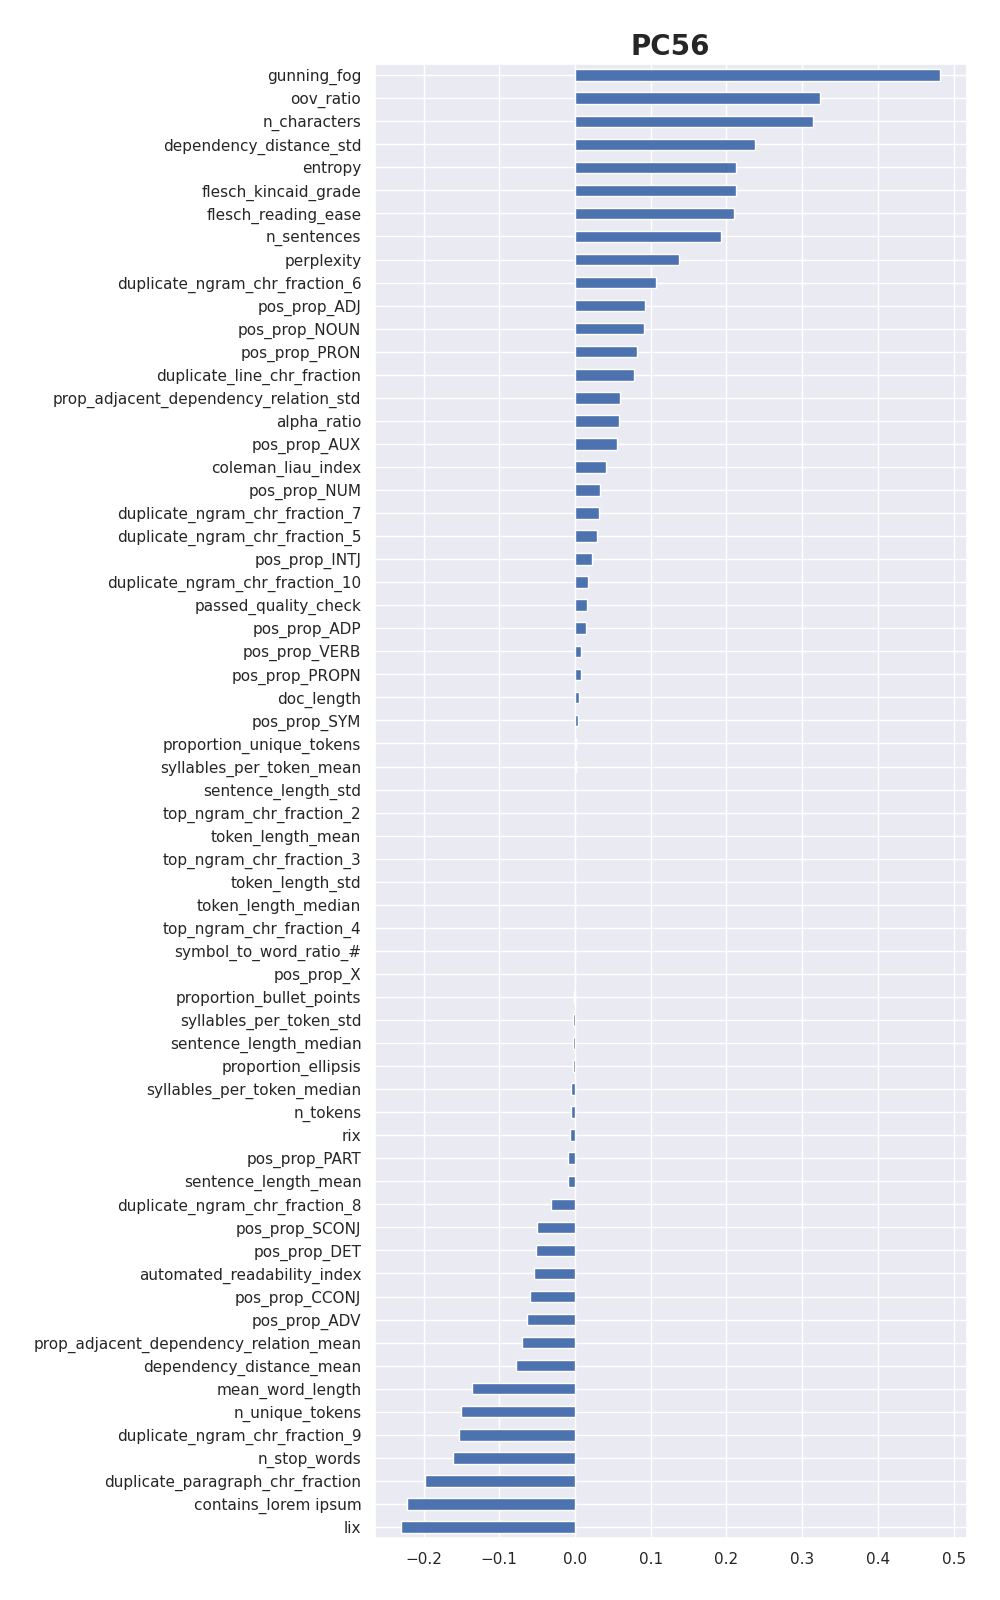 PC56
gunning_fog
oov_ratio
n_characters
dependency_distance_std
entropy
flesch_kincaid_grade
flesch_reading_ease
n_sentences
perplexity
duplicate_ngram_chr_fraction_6
pos_prop_ADJ
pos_prop_NOUN
pos_prop_PRON
duplicate_line_chr_fraction
prop_adjacent_dependency_relation_std
alpha_ratio
pos_prop_AUX
coleman_liau_index
pos_prop_NUM
duplicate_ngram_chr_fraction_7
duplicate_ngram_chr_fraction_5
pos_prop_INTJ
duplicate_ngram_chr_fraction_10
passed_quality_check
pos_prop_ADP
pos_prop_VERB
pos_prop_PROPN
doc_length
pos_prop_SYM
proportion_unique_tokens
syllables_per_token_mean
sentence_length_std
top_ngram_chr_fraction_2
token_length_mean
top_ngram_chr_fraction_3
token_length_std
token_length_median
top_ngram_chr_fraction_4
symbol_to_word_ratio_#
pos_prop_X
proportion_bullet_points
syllables_per_token_std
sentence_length_median
proportion_ellipsis
syllables_per_token_median
n_tokens
rix
pos_prop_PART
sentence_length_mean
duplicate_ngram_chr_fraction_8
pos_prop_SCONJ
pos_prop_DET
automated_readability_index
pos_prop_CCONJ
pos_prop_ADV
prop_adjacent_dependency_relation_mean
dependency_distance_mean
mean_word_length
n_unique_tokens
duplicate_ngram_chr_fraction_9
n_stop_words
duplicate_paragraph_chr_fraction
contains_lorem ipsum
lix
−0.2 −0.1 0.0 0.1 0.2 0.3 0.4 0.5